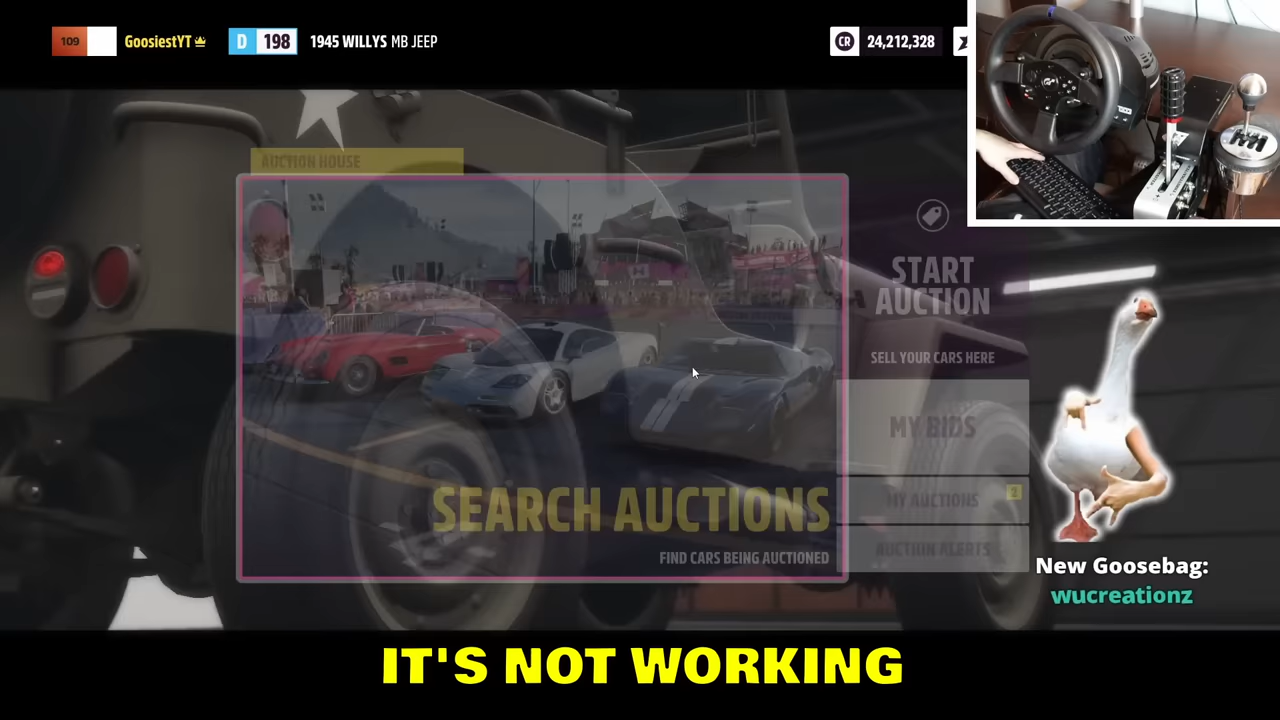 109 GoosiestYT D 198 1945 WILLYS MB JEEP CR 24,212,328
AUCTION HOUSE
START
AUCTION
SELL YOUR CARS HERE
MY BIDS
SEARCH AUCTIONS
FIND CARS BEING AUCTIONED
MY AUCTIONS 2
AUCTION ALERTS
New Goosebag:
wucreationz
IT'S NOT WORKING